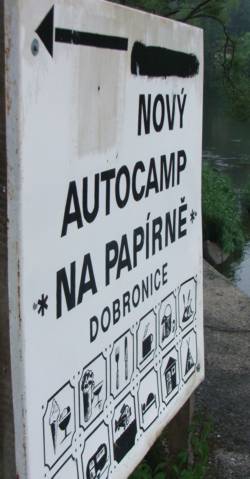 NOVÝ
AUTOCAMP
*NA PAPÍRNĚ*
DOBRONICE